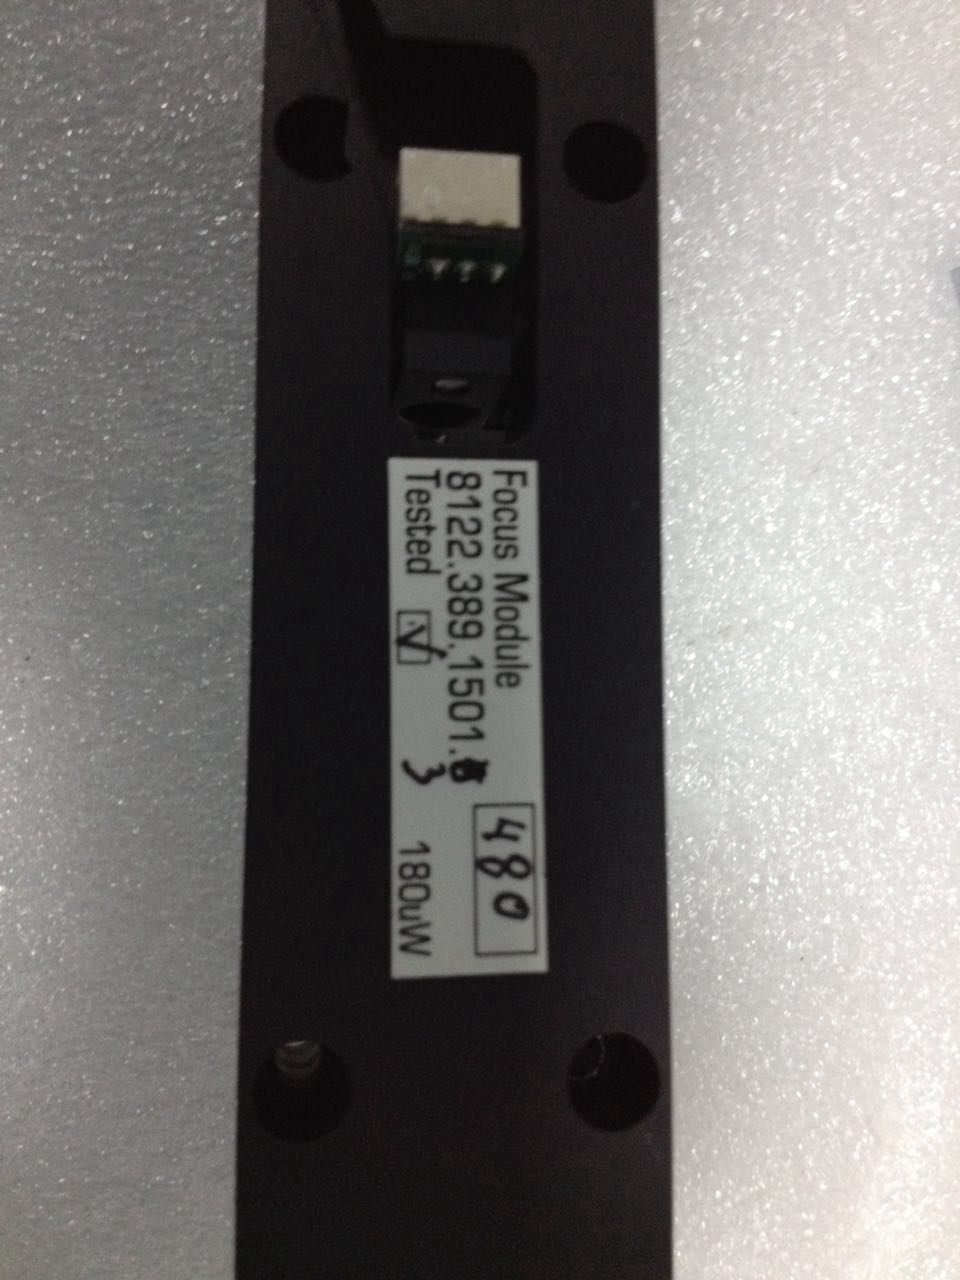 Focus Module
8122.389.1501.
480
Tested
3
180uW